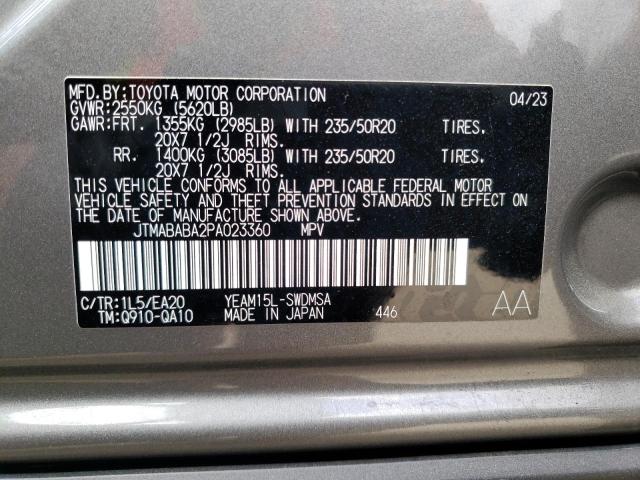 MFD.BY:TOYOTA MOTOR CORPORATION 04/23
GVWR:2550KG (5620LB)
GAWR:FRT. 1355KG (2985LB) WITH 235/50R20 TIRES.
20X7 1/2J RIMS.
RR. 1400KG (3085LB) WITH 235/50R20 TIRES.
20X7 1/2J RIMS.
THIS VEHICLE CONFORMS TO ALL APPLICABLE FEDERAL MOTOR
VEHICLE SAFETY AND THEFT PREVENTION STANDARDS IN EFFECT ON
THE DATE OF MANUFACTURE SHOWN ABOVE.
JTMABABA2PA023360 MPV
C/TR:1L5/EA20 YEAM15L-SWDMSA
TM:Q910-QA10 MADE IN JAPAN 446 AA